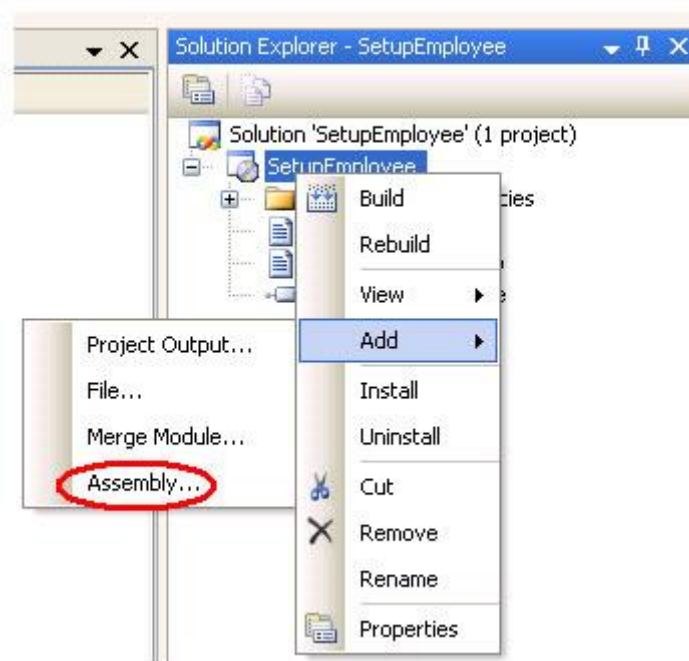 Solution Explorer - SetupEmployee
Solution 'SetupEmployee' (1 project)
SetupEmployee
Build
Rebuild
View
Add
Install
Uninstall
Cut
Remove
Rename
Properties
Project Output...
File...
Merge Module...
Assembly...